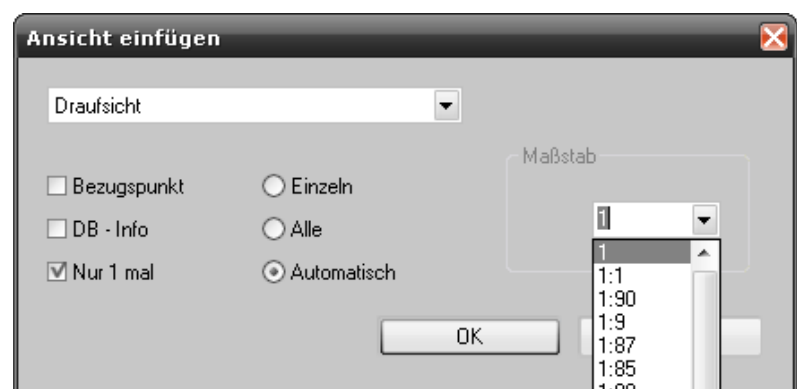 Ansicht einfügen
Draufsicht
Maßstab
Bezugspunkt
Einzeln
DB - Info
Alle
1
Nur 1 mal
Automatisch
1
1:1
1:90
1:9
1:87
1:85
OK